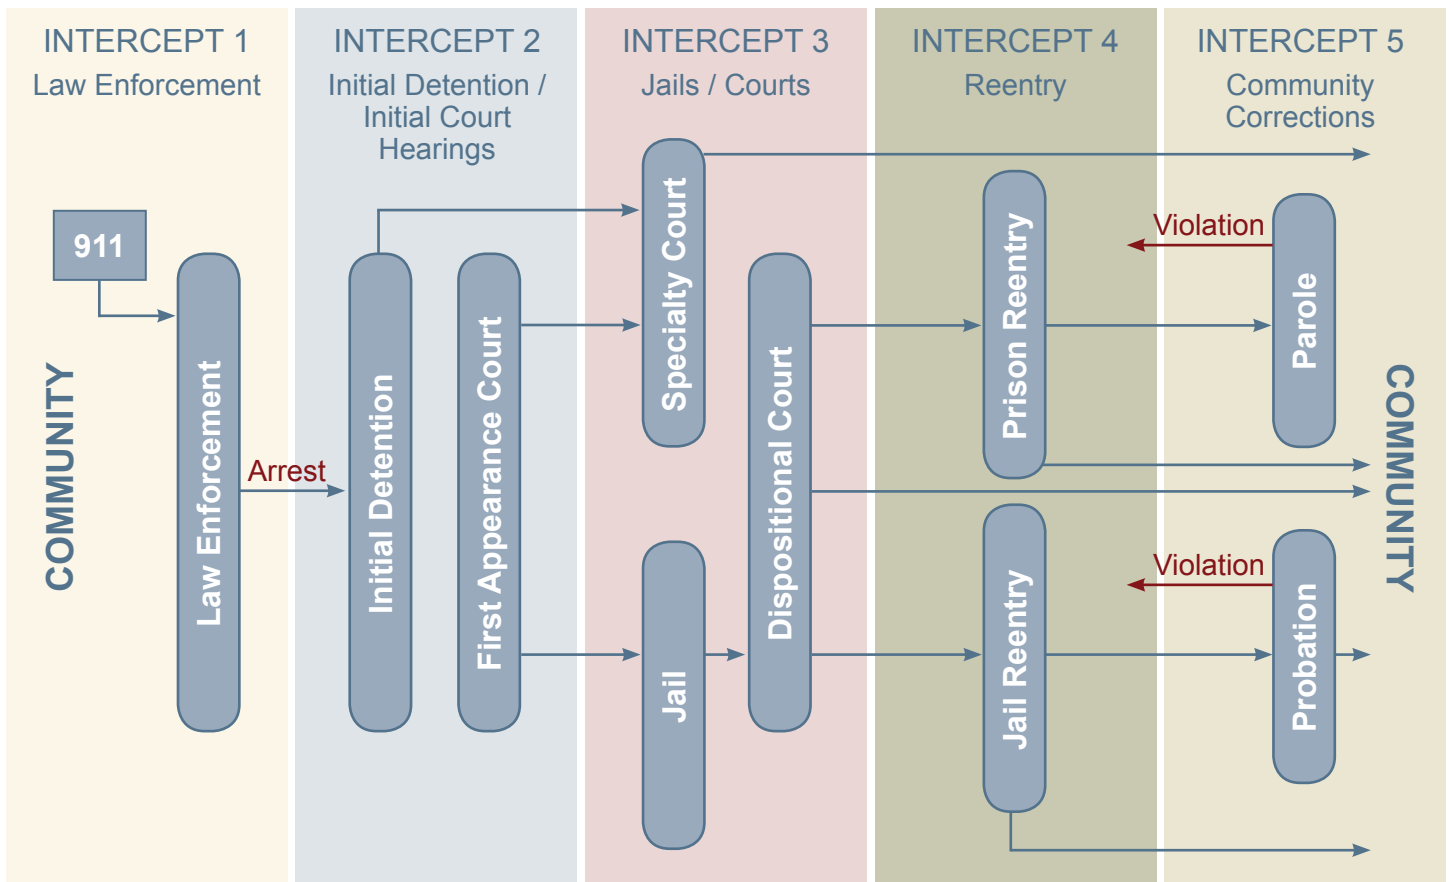 INTERCEPT 1
Law Enforcement
INTERCEPT 2
Initial Detention /
Initial Court
Hearings
INTERCEPT 3
Jails / Courts
INTERCEPT 4
Reentry
INTERCEPT 5
Community
Corrections
COMMUNITY
911
Law Enforcement
Arrest
Initial Detention
First Appearance Court
Specialty Court
Jail
Dispositional Court
Prison Reentry
Jail Reentry
Violation
Parole
Violation
Probation
COMMUNITY